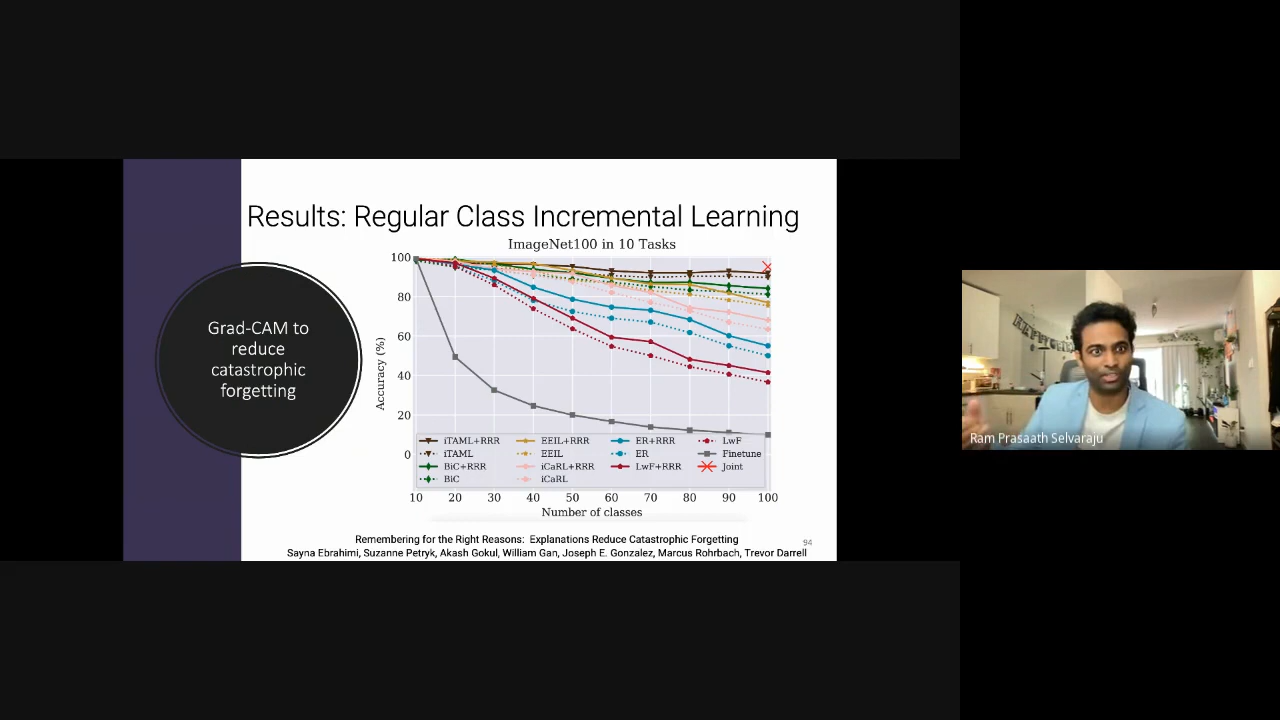 Results: Regular Class Incremental Learning
Grad-CAM to
reduce
catastrophic
forgetting
ImageNet100 in 10 Tasks
Accuracy (%)
100
80
60
40
20
0
iTAML+RRR
iTAML
BiC+RRR
BiC
EEIL+RRR
EEIL
iCaRL+RRR
iCaRL
ER+RRR
ER
LwF+RRR
LwF
Finetune
Joint
10 20 30 40 50 60 70 80 90 100
Number of classes
Remembering for the Right Reasons: Explanations Reduce Catastrophic Forgetting
Sayna Ebrahimi, Suzanne Petryk, Akash Gokul, William Gan, Joseph E. Gonzalez, Marcus Rohrbach, Trevor Darrell
94
Ram Prasaath Selvaraju